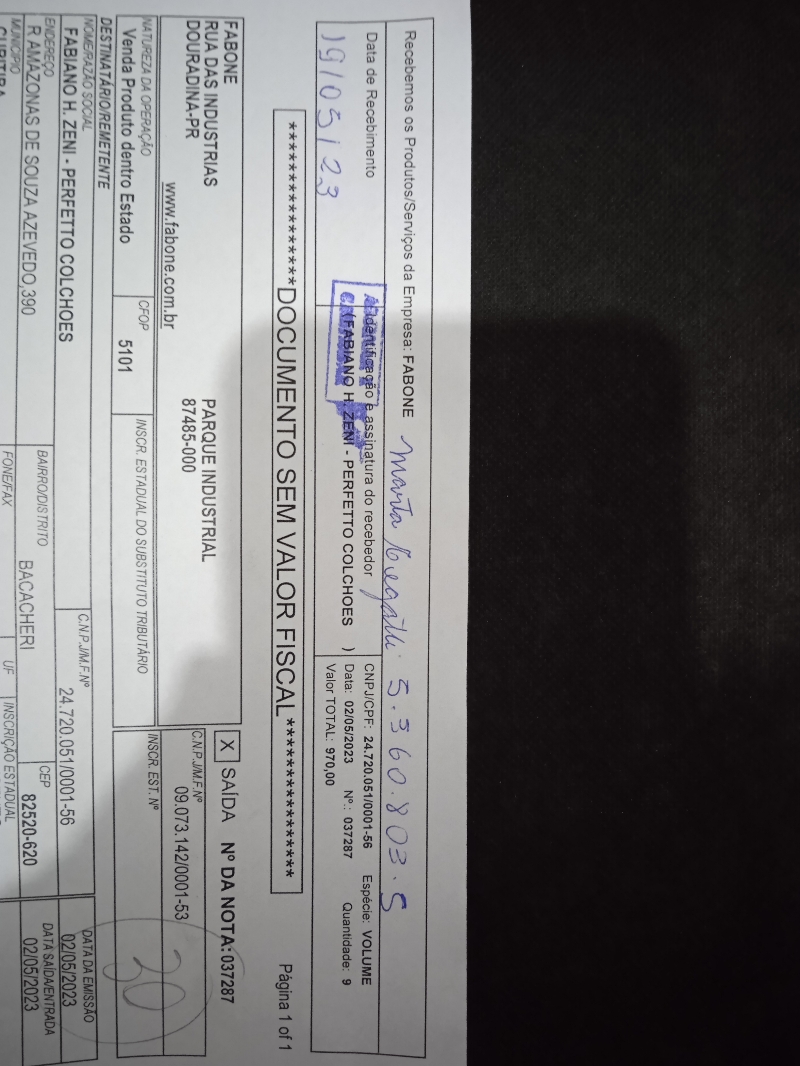 Recebemos os Produtos/Serviços da Empresa: FABONE
Marta 5.360.803.5
Data de Recebimento
19/05/23
Identificação e assinatura do recebedor
(FABIANO H. ZENI - PERFETTO COLCHOES )
CNPJ/CPF: 24.720.051/0001-56 Espécie: VOLUME
Data: 02/05/2023 Nº.: 037287 Quantidade: 9
Valor TOTAL: 970,00
*****************DOCUMENTO SEM VALOR FISCAL*****************
Página 1 of 1
FABONE
RUA DAS INDUSTRIAS PARQUE INDUSTRIAL
DOURADINA-PR 87485-000
www.fabone.com.br
X SAÍDA Nº DA NOTA: 037287
C.N.P.J/M.F.Nº
09.073.142/0001-53
NATUREZA DA OPERAÇÃO CFOP INSCR. ESTADUAL DO SUBSTITUTO TRIBUTÁRIO INSCR. EST. Nº
Venda Produto dentro Estado 5101
30
DESTINATÁRIO/REMETENTE
NOME/RAZÃO SOCIAL C.N.P.J/M.F.Nº DATA DA EMISSÃO
FABIANO H. ZENI - PERFETTO COLCHOES 24.720.051/0001-56 02/05/2023
ENDEREÇO BAIRRO/DISTRITO CEP DATA SAÍDA/ENTRADA
R AMAZONAS DE SOUZA AZEVEDO,390 BACACHERI 82520-620 02/05/2023
MUNICÍPIO FONE/FAX UF INSCRIÇÃO ESTADUAL
CURITIBA